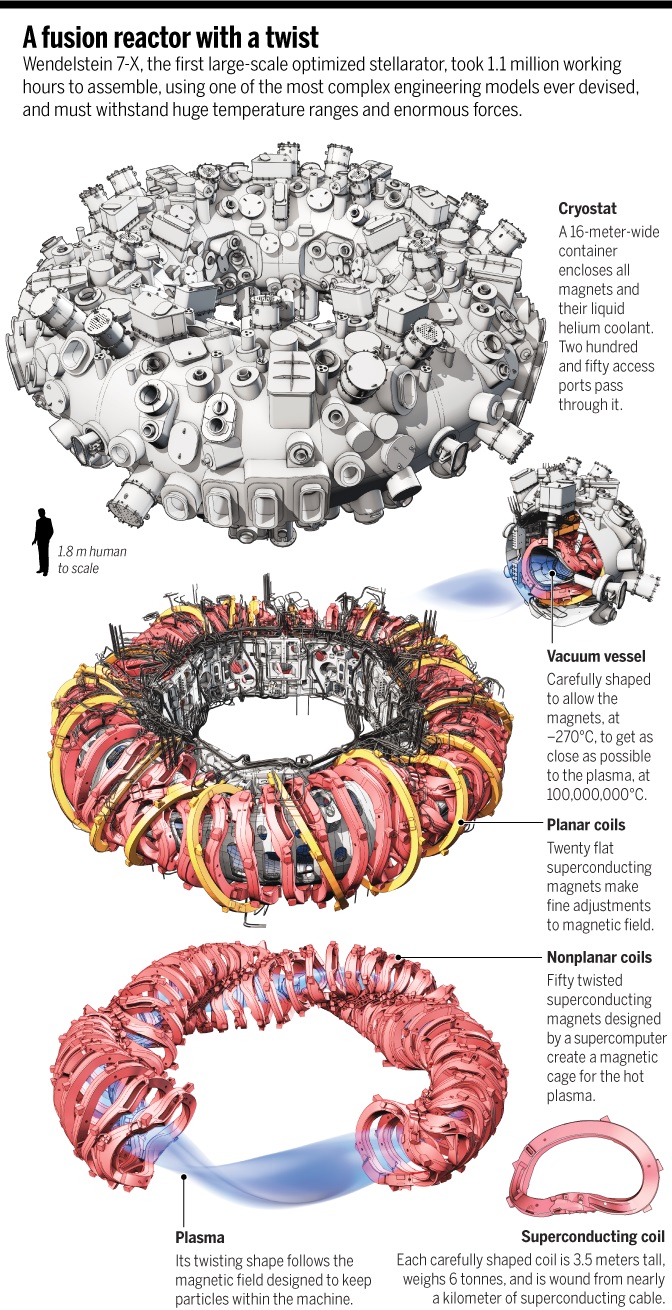 A fusion reactor with a twist
Wendelstein 7-X, the first large-scale optimized stellarator, took 1.1 million working
hours to assemble, using one of the most complex engineering models ever devised,
and must withstand huge temperature ranges and enormous forces.
Cryostat
A 16-meter-wide
container
encloses all
magnets and
their liquid
helium coolant.
Two hundred
and fifty access
ports pass
through it.
1.8 m human
to scale
Vacuum vessel
Carefully shaped
to allow the
magnets, at
–270°C, to get as
close as possible
to the plasma, at
100,000,000°C.
Planar coils
Twenty flat
superconducting
magnets make
fine adjustments
to magnetic field.
Nonplanar coils
Fifty twisted
superconducting
magnets designed
by a supercomputer
create a magnetic
cage for the hot
plasma.
Plasma
Its twisting shape follows the
magnetic field designed to keep
particles within the machine.
Superconducting coil
Each carefully shaped coil is 3.5 meters tall,
weighs 6 tonnes, and is wound from nearly
a kilometer of superconducting cable.